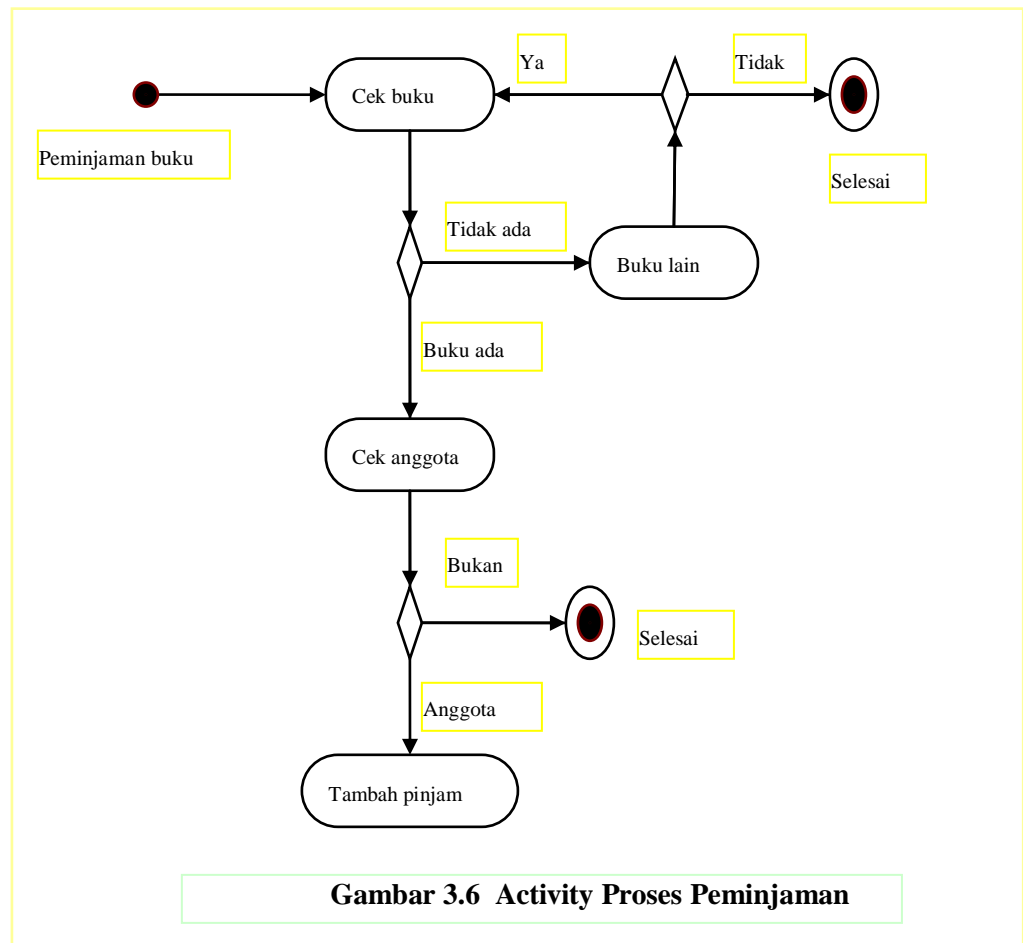 Ya
Tidak
Cek buku
Peminjaman buku
Selesai
Tidak ada
Buku lain
Buku ada
Cek anggota
Bukan
Selesai
Anggota
Tambah pinjam
Gambar 3.6 Activity Proses Peminjaman